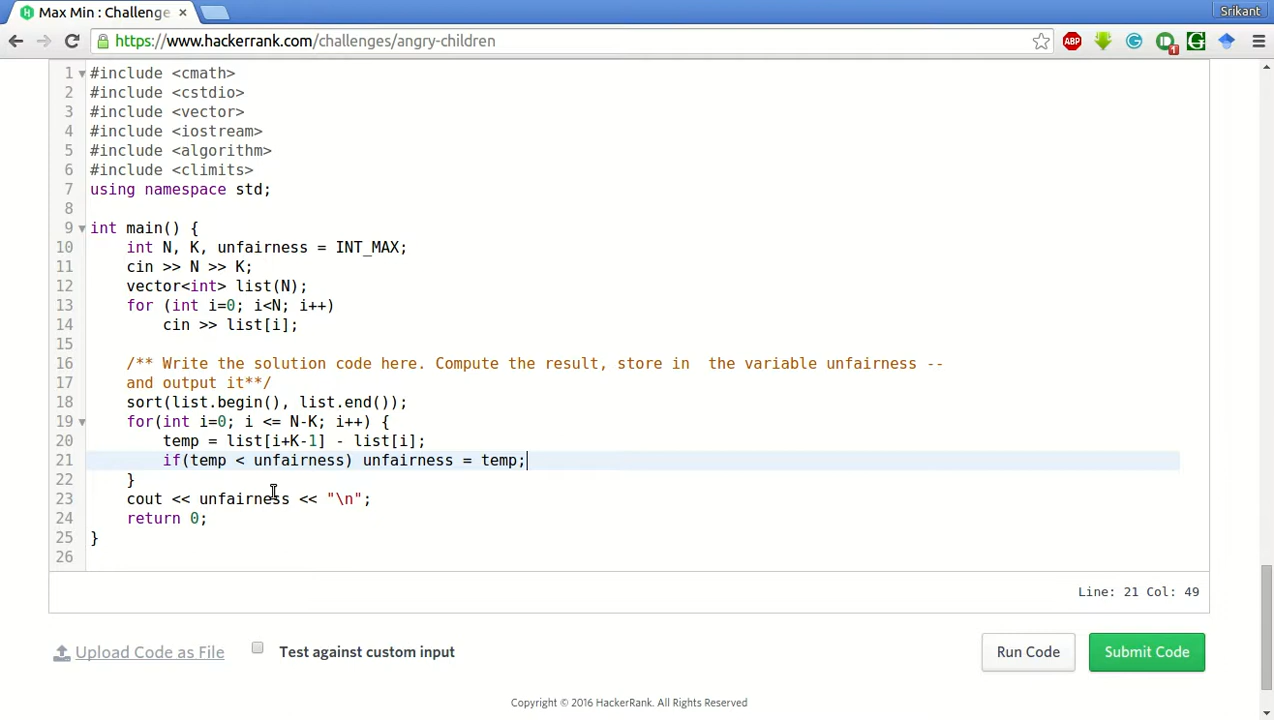 Max Min : Challenge
Srikant
https://www.hackerrank.com/challenges/angry-children
ABP
1
G
1 #include <cmath>
2 #include <cstdio>
3 #include <vector>
4 #include <iostream>
5 #include <algorithm>
6 #include <climits>
7 using namespace std;
8
9 int main() {
10     int N, K, unfairness = INT_MAX;
11     cin >> N >> K;
12     vector<int> list(N);
13     for (int i=0; i<N; i++)
14         cin >> list[i];
15
16     /** Write the solution code here. Compute the result, store in  the variable unfairness --
17     and output it**/
18     sort(list.begin(), list.end());
19     for(int i=0; i <= N-K; i++) {
20         temp = list[i+K-1] - list[i];
21         if(temp < unfairness) unfairness = temp;
22     }
23     cout << unfairness << "\n";
24     return 0;
25 }
26
Line: 21 Col: 49
Upload Code as File
Test against custom input
Run Code
Submit Code
Copyright © 2016 HackerRank. All Rights Reserved